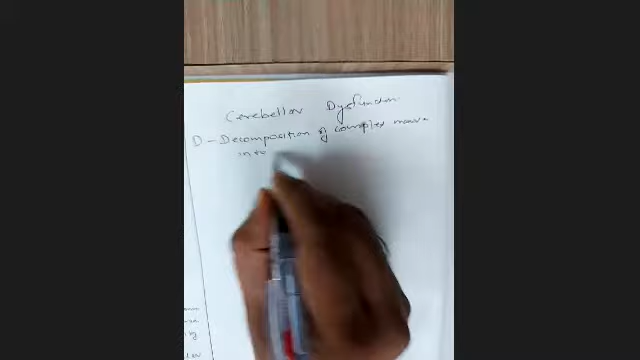 Cerebellar Dysfunction
D - Decomposition of complex move
into